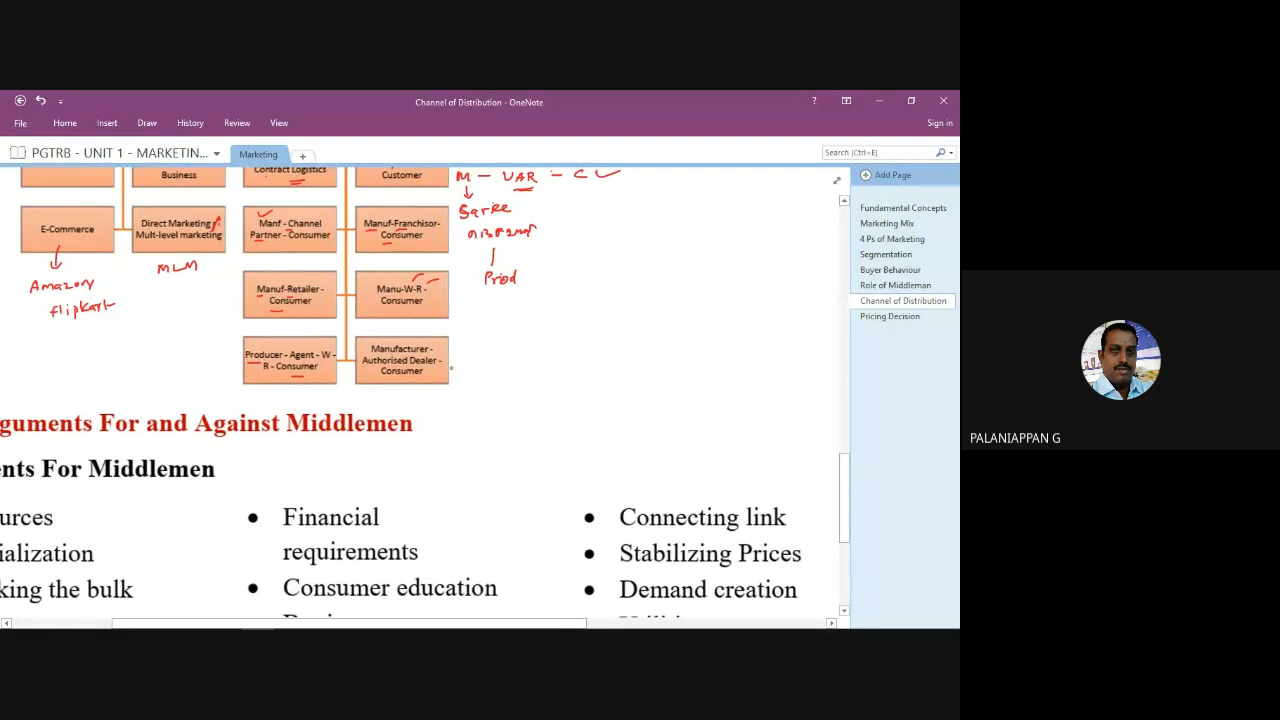 Channel of Distribution - OneNote
?
File Home Insert Draw History Review View
Sign in
PGTRB - UNIT 1 - MARKETIN...
Marketing
Search (Ctrl+E)
Add Page
Fundamental Concepts
Marketing Mix
4 Ps of Marketing
Segmentation
Buyer Behaviour
Role of Middleman
Channel of Distribution
Pricing Decision
Business
Contract Logistics
Customer
M - VAR - C
E-Commerce
Direct Marketing /
Multi-level marketing
Manf - Channel
Partner - Consumer
Manuf-Franchisor-
Consumer
MLM
Amazon
flipkart
Manuf-Retailer -
Consumer
Manu-W-R -
Consumer
Prod
Producer - Agent - W -
R - Consumer
Manufacturer -
Authorised Dealer -
Consumer
guments For and Against Middlemen
ents For Middlemen
urces
ialization
king the bulk
• Financial
requirements
• Consumer education
• Connecting link
• Stabilizing Prices
• Demand creation
PALANIAPPAN G